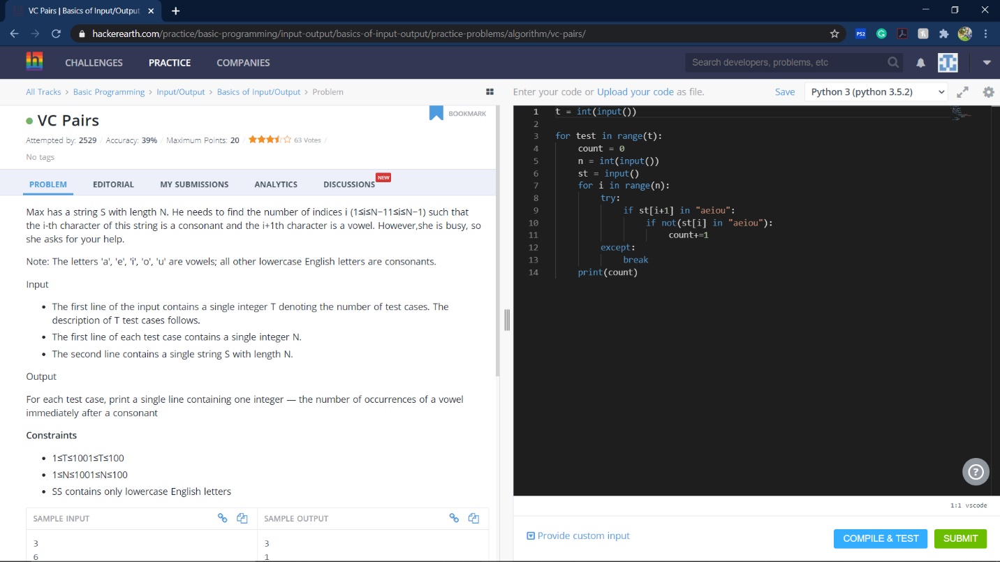 VC Pairs | Basics of Input/Output
hackerearth.com/practice/basic-programming/input-output/basics-of-input-output/practice-problems/algorithm/vc-pairs/
PS2
h
CHALLENGES PRACTICE COMPANIES
Search developers, problems, etc
All Tracks > Basic Programming > Input/Output > Basics of Input/Output > Problem
Enter your code or Upload your code as file.
Save
Python 3 (python 3.5.2)
VC Pairs
BOOKMARK
Attempted by: 2529 / Accuracy: 39% / Maximum Points: 20 / 63 Votes /
No tags
PROBLEM EDITORIAL MY SUBMISSIONS ANALYTICS DISCUSSIONS NEW
Max has a string S with length N. He needs to find the number of indices i (1≤i≤N−11≤i≤N−1) such that
the i-th character of this string is a consonant and the i+1th character is a vowel. However,she is busy, so
she asks for your help.
Note: The letters 'a', 'e', 'i', 'o', 'u' are vowels; all other lowercase English letters are consonants.
Input
• The first line of the input contains a single integer T denoting the number of test cases. The
description of T test cases follows.
• The first line of each test case contains a single integer N.
• The second line contains a single string S with length N.
Output
For each test case, print a single line containing one integer — the number of occurrences of a vowel
immediately after a consonant
Constraints
• 1≤T≤1001≤T≤100
• 1≤N≤1001≤N≤100
• SS contains only lowercase English letters
SAMPLE INPUT
3
6
SAMPLE OUTPUT
3
1
1 t = int(input())
2
3 for test in range(t):
4 count = 0
5 n = int(input())
6 st = input()
7 for i in range(n):
8 try:
9 if st[i+1] in "aeiou":
10 if not(st[i] in "aeiou"):
11 count+=1
12 except:
13 break
14 print(count)
?
1:1 vscode
Provide custom input
COMPILE & TEST
SUBMIT